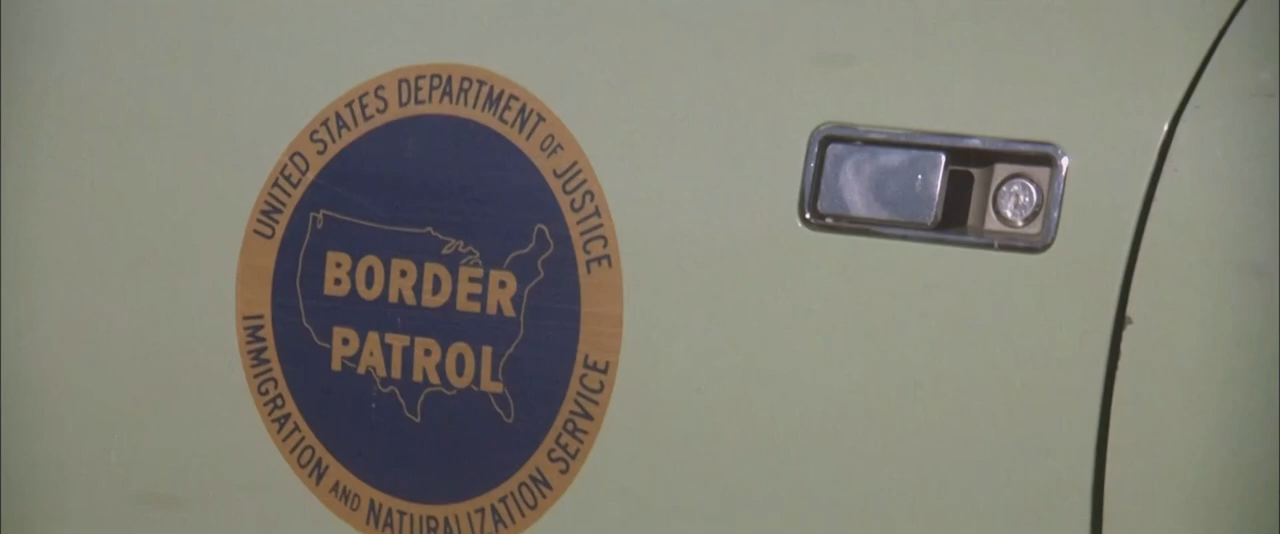 UNITED STATES DEPARTMENT OF JUSTICE
BORDER
PATROL
IMMIGRATION AND NATURALIZATION SERVICE